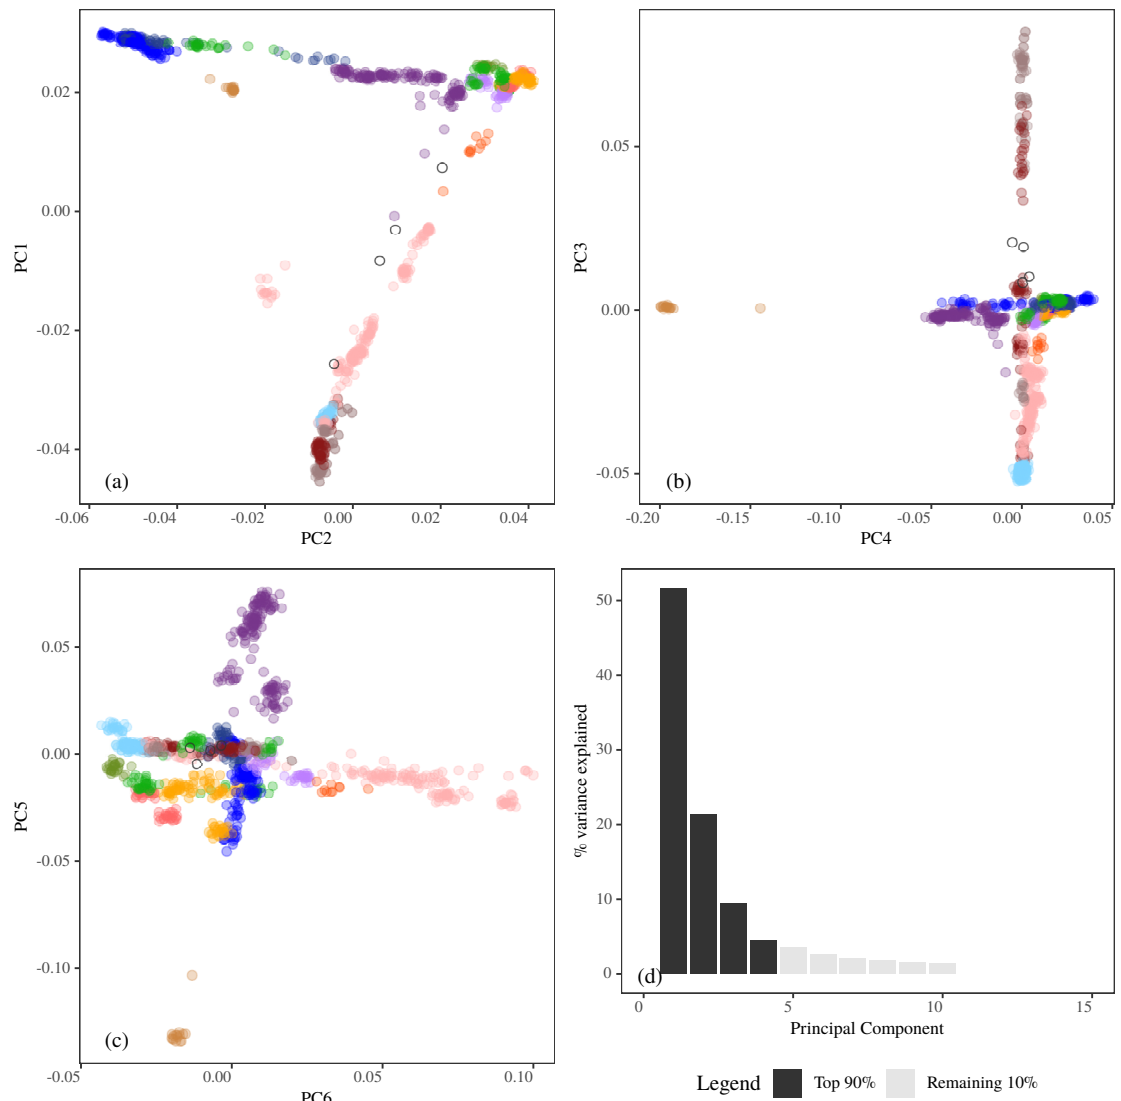 0.02
0.00
-0.02
-0.04
PC1
(a)
-0.06
-0.04
-0.02
0.00
0.02
0.04
PC2
0.05
0.00
-0.05
PC3
(b)
-0.20
-0.15
-0.10
-0.05
0.00
0.05
PC4
0.05
0.00
-0.05
-0.10
PC5
(c)
-0.05
0.00
0.05
0.10
PC6
50
40
30
20
10
0
% variance explained
(d)
0
5
10
15
Principal Component
Legend Top 90% Remaining 10%